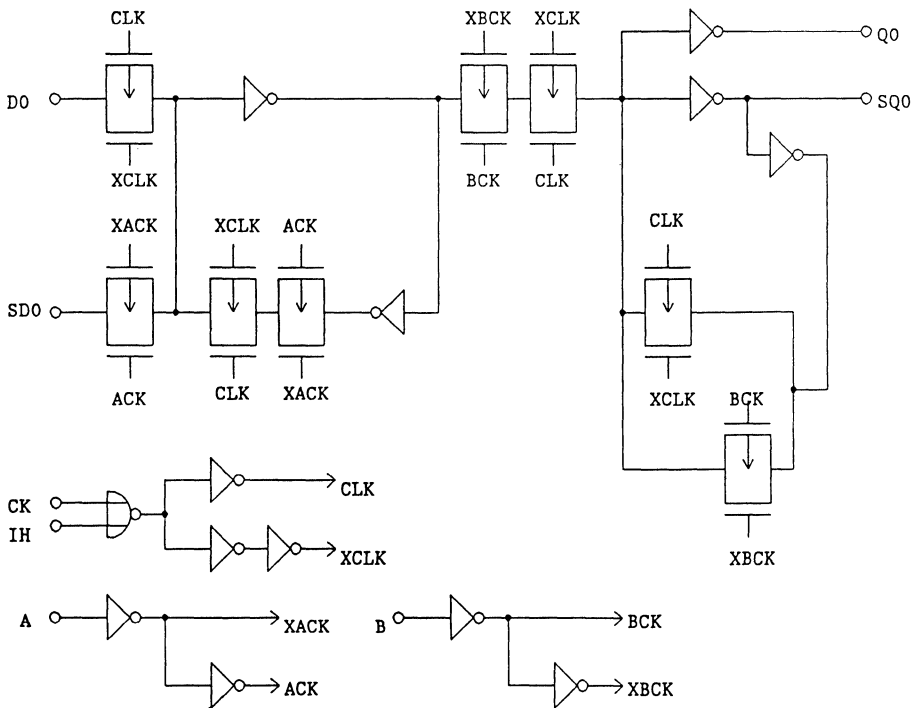 CLK
XBCK XCLK
Q0
D0
SQ0
XCLK
BCK CLK
XACK XCLK ACK
CLK
SD0
ACK CLK XACK
XCLK BCK
CK
IH
CLK
XCLK
XBCK
A
XACK
ACK
B
BCK
XBCK